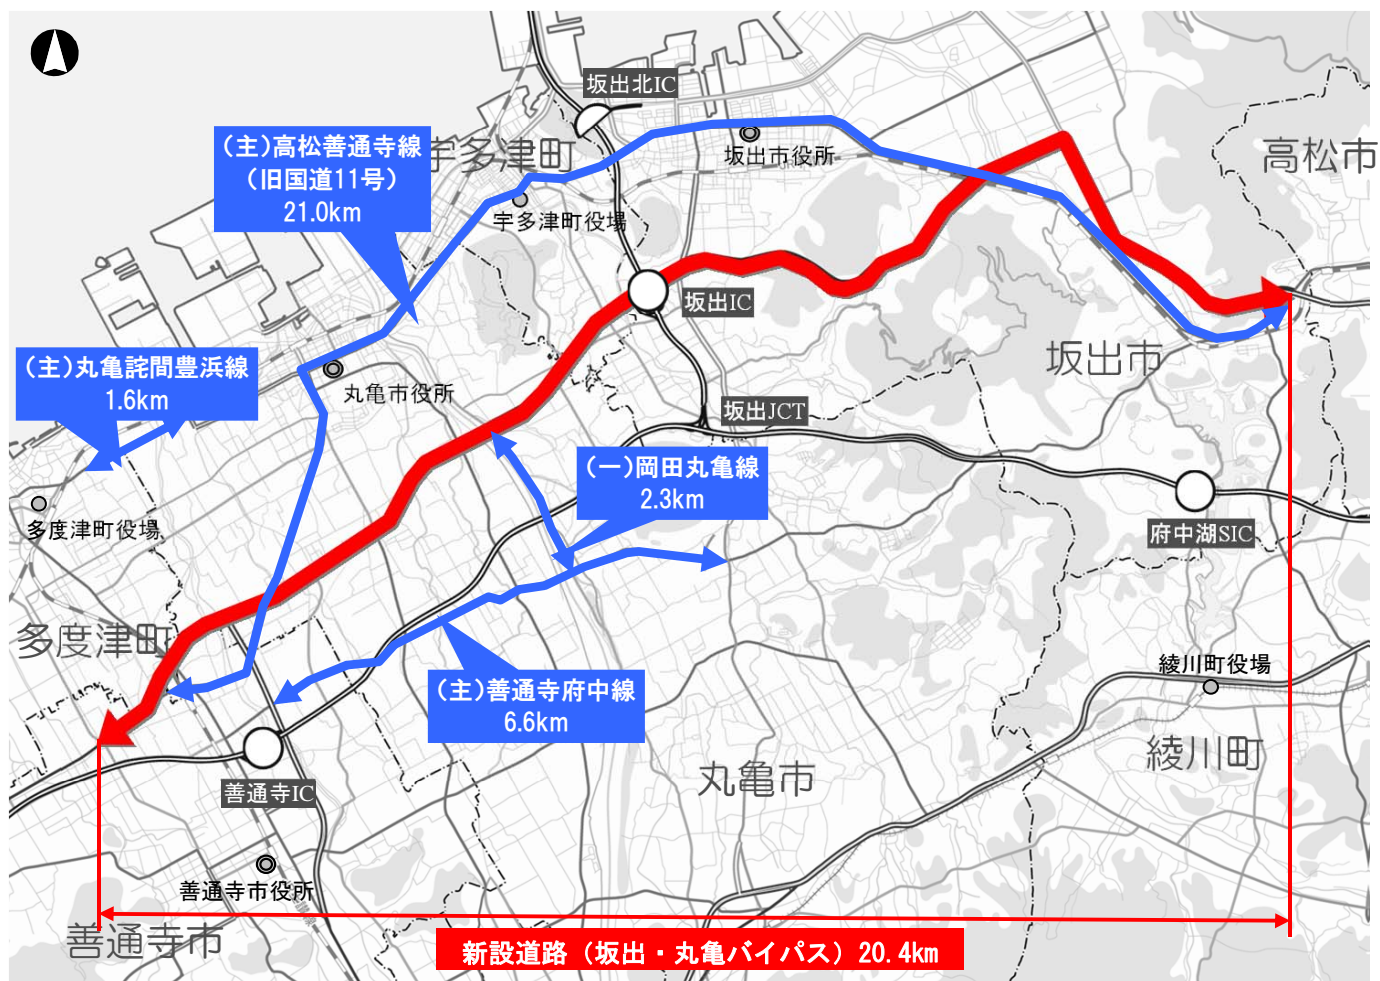 坂出北IC
(主)高松善通寺線
(旧国道11号)
21.0km
宇多津町
坂出市役所
高松市
宇多津町役場
坂出IC
(主)丸亀詫間豊浜線
1.6km
丸亀市役所
坂出市
坂出JCT
(一)岡田丸亀線
2.3km
多度津町役場
府中湖SIC
多度津町
綾川町役場
(主)善通寺府中線
6.6km
綾川町
丸亀市
善通寺IC
善通寺市役所
善通寺市
新設道路(坂出・丸亀バイパス)20.4km